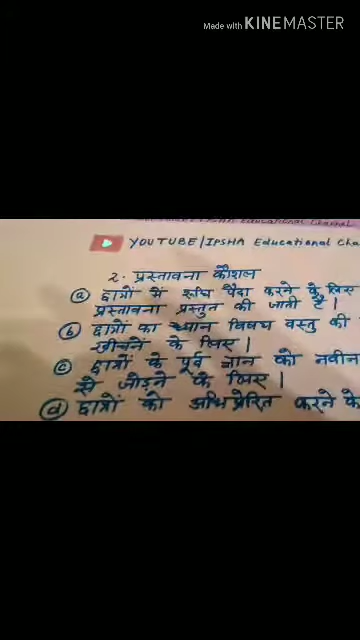 Made with KINEMASTER
YOUTUBE/IPSHA Educational Cha
2. प्रस्तावना कौशल
ⓐ छात्रों में रूचि पैदा करने के लिए
प्रस्तावना प्रस्तुत की जाती है।
ⓑ छात्रों का ध्यान विषय वस्तु की
खींचनें के लिए।
ⓒ छात्रों के पूर्व ज्ञान को नवीन
से जोड़ने के लिए।
ⓓ छात्रों को अभिप्रेरित करने के